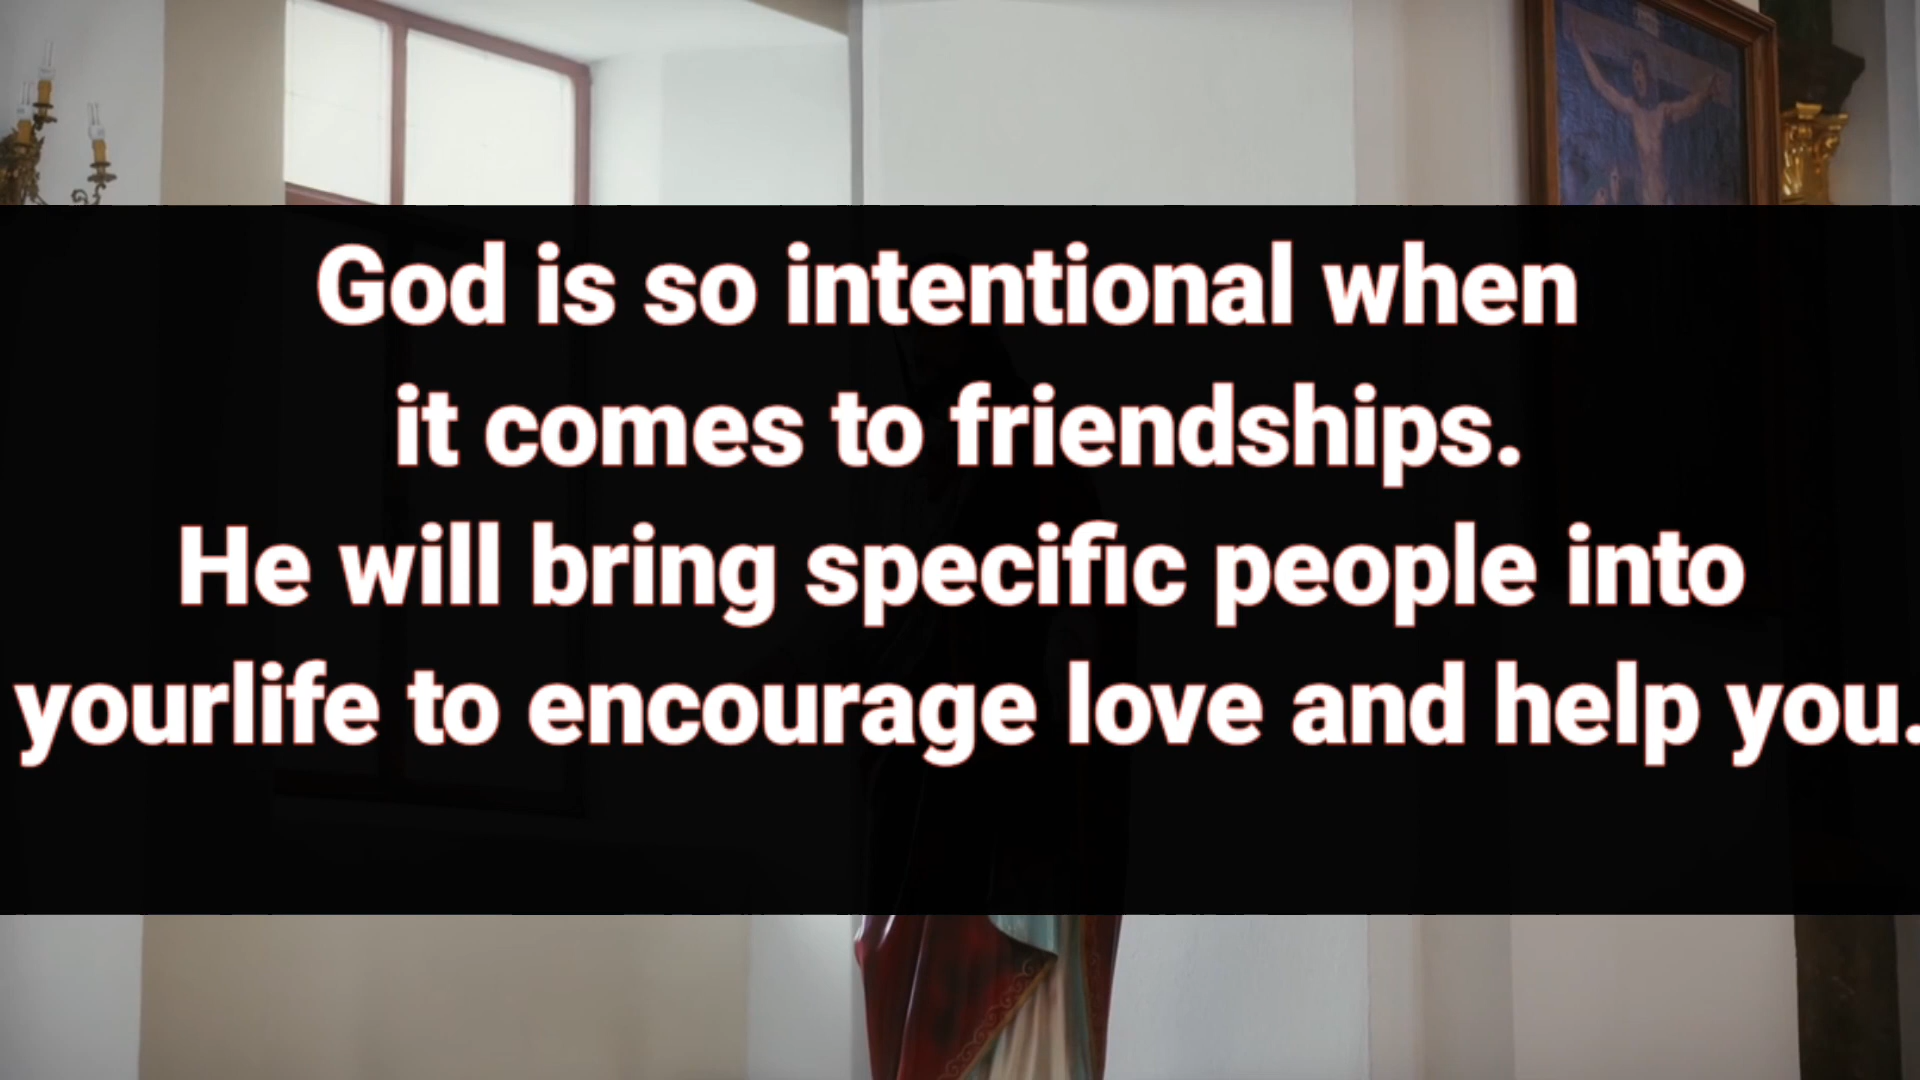 God is so intentional when
it comes to friendships.
He will bring specific people into
yourlife to encourage love and help you.